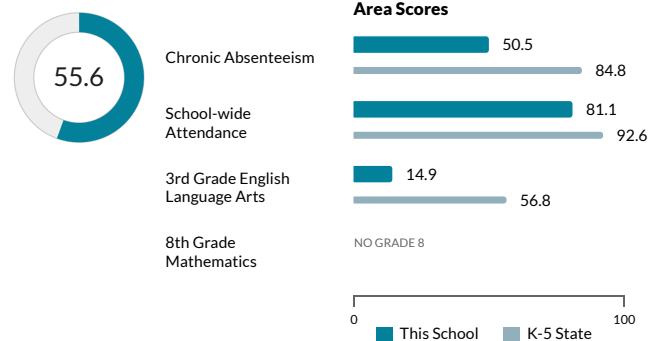 Area Scores
55.6
Chronic Absenteeism
50.5
84.8
School-wide
Attendance
81.1
92.6
3rd Grade English
Language Arts
14.9
56.8
8th Grade
Mathematics
NO GRADE 8
0
100
This School
K-5 State